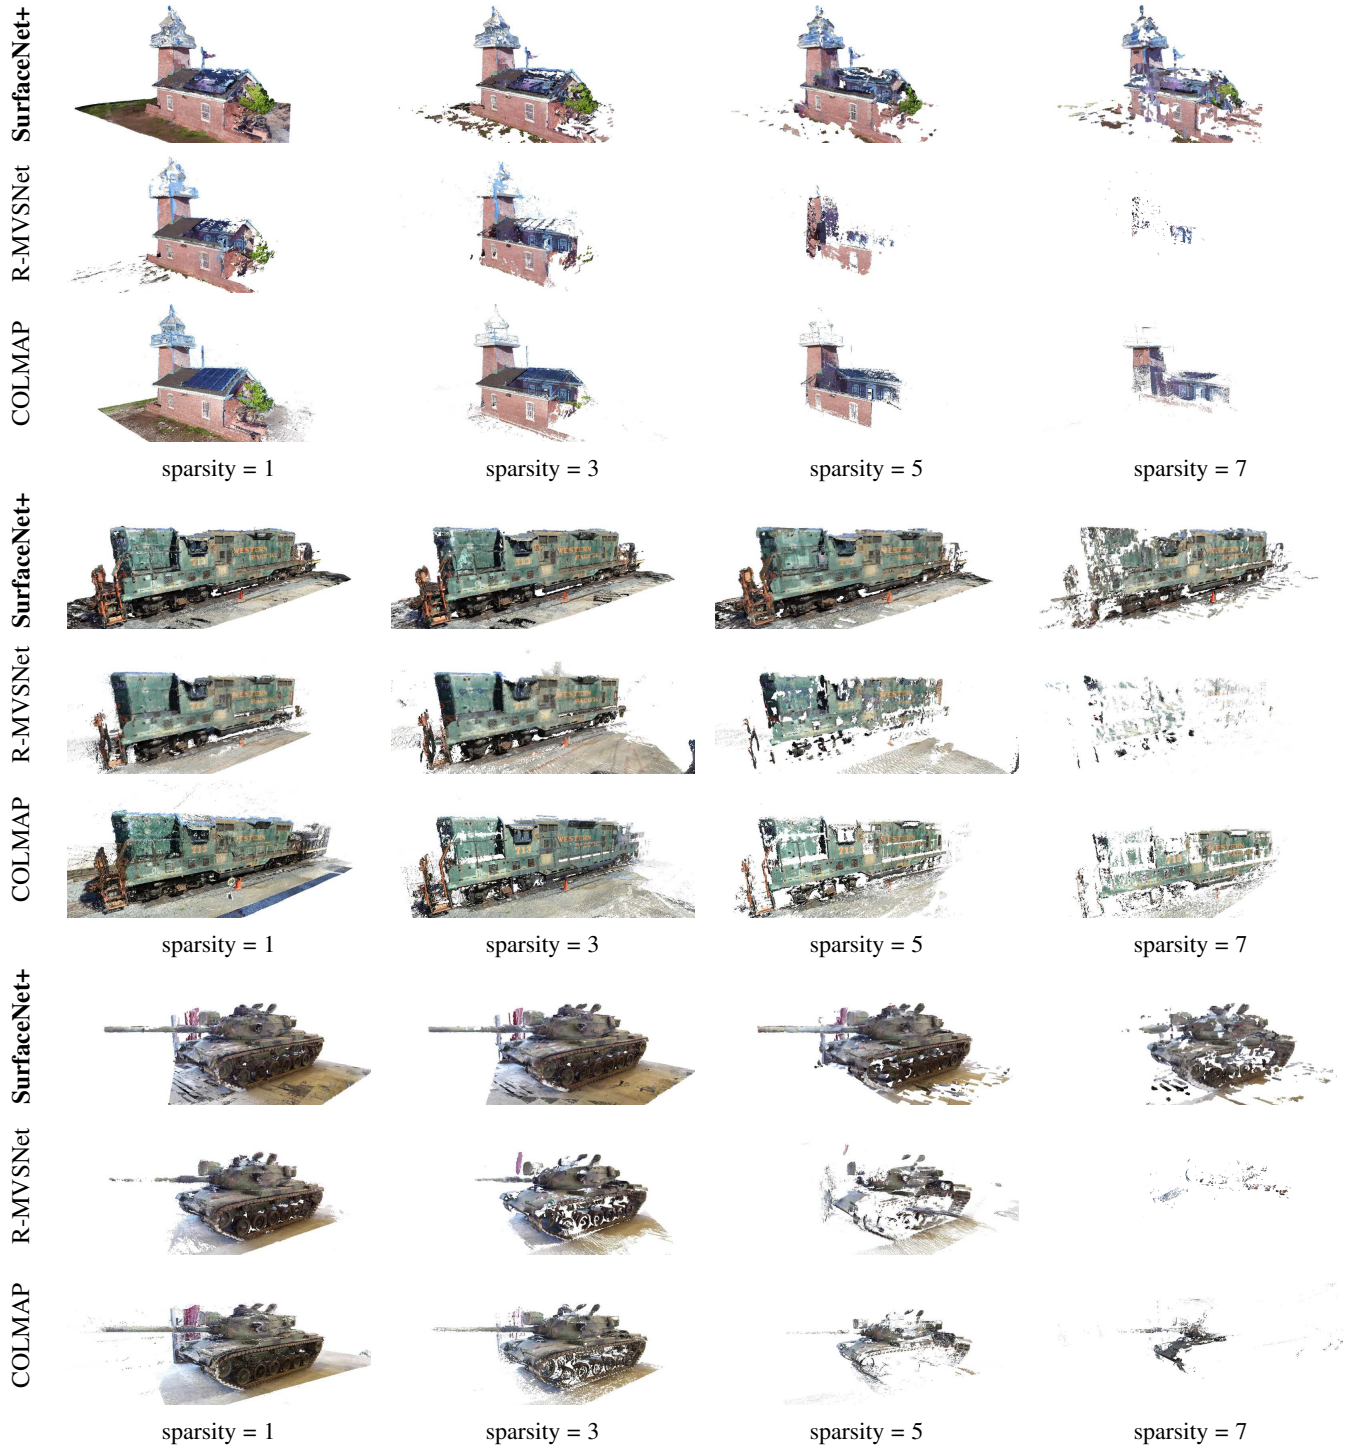 SurfaceNet+
R-MVSNet
COLMAP
sparsity = 1 sparsity = 3 sparsity = 5 sparsity = 7
SurfaceNet+
R-MVSNet
COLMAP
sparsity = 1 sparsity = 3 sparsity = 5 sparsity = 7
SurfaceNet+
R-MVSNet
COLMAP
sparsity = 1 sparsity = 3 sparsity = 5 sparsity = 7